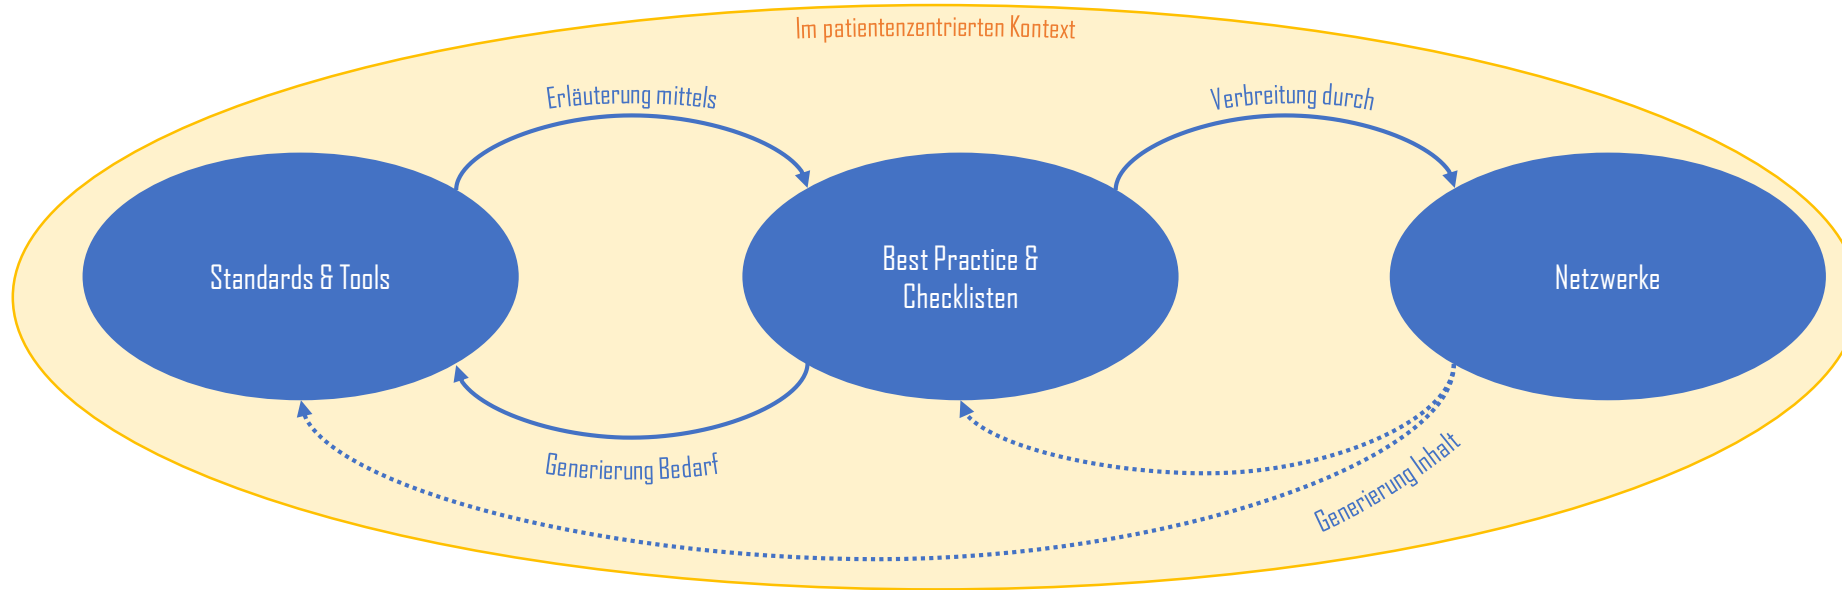 Im patientenzentrierten Kontext
Erläuterung mittels
Verbreitung durch
Standards & Tools
Best Practice &
Checklisten
Netzwerke
Generierung Bedarf
Generierung Inhalt